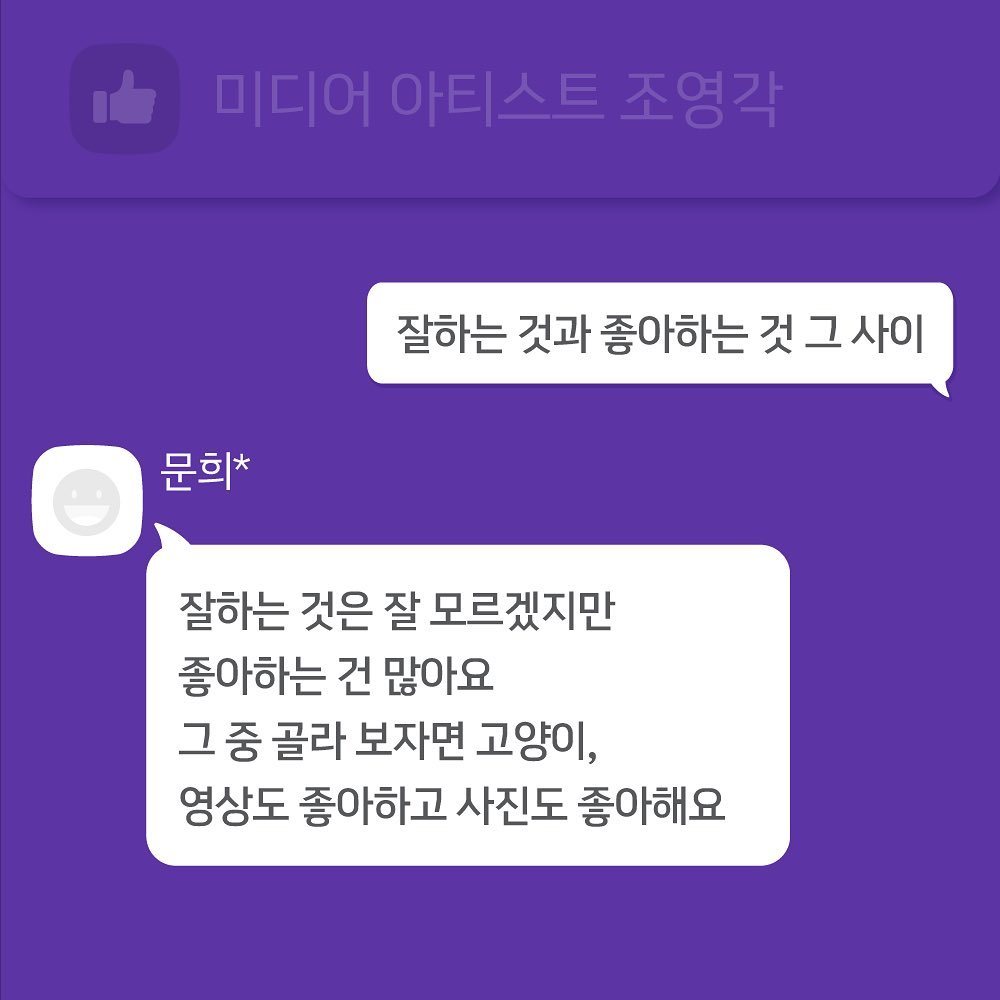 미디어 아티스트 조영각
잘하는 것과 좋아하는 것 그 사이
문희*
잘하는 것은 잘 모르겠지만
좋아하는 건 많아요
그 중 골라 보자면 고양이,
영상도 좋아하고 사진도 좋아해요